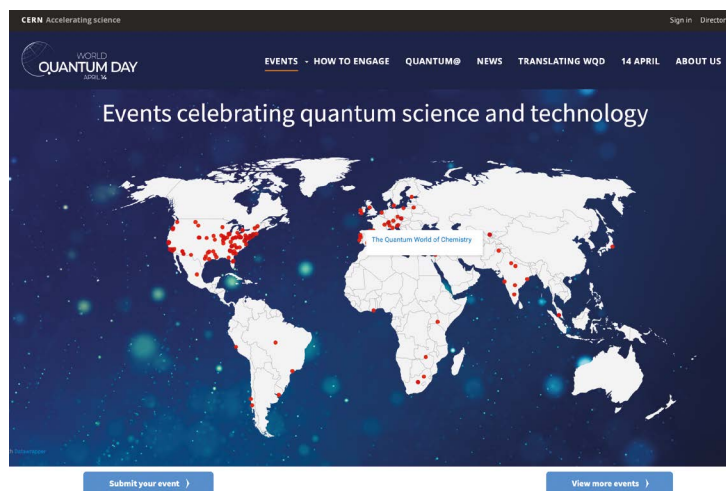 CERN Accelerating science
Sign in Director
WORLD
QUANTUM DAY
APRIL 14
EVENTS - HOW TO ENGAGE QUANTUM@ NEWS TRANSLATING WQD 14 APRIL ABOUT US
Events celebrating quantum science and technology
The Quantum World of Chemistry
Submit your event ⟩
View more events ⟩